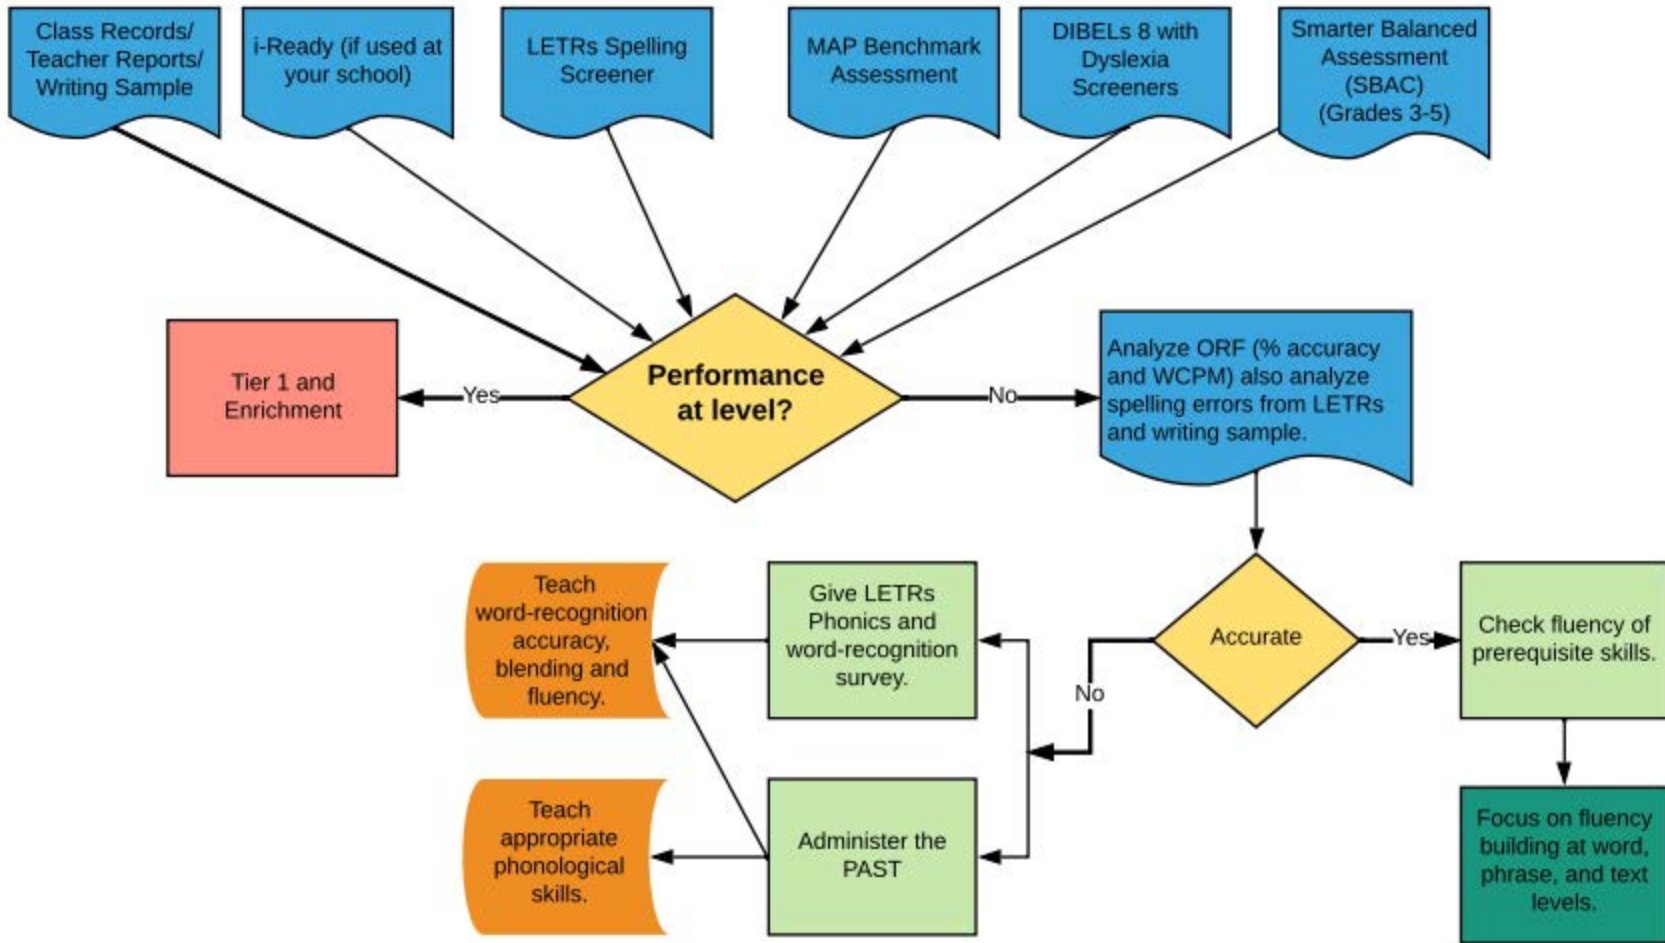 Class Records/
Teacher Reports/
Writing Sample
i-Ready (if used at
your school)
LETRs Spelling
Screener
MAP Benchmark
Assessment
DIBELs 8 with
Dyslexia
Screeners
Smarter Balanced
Assessment
(SBAC)
(Grades 3-5)
Tier 1 and
Enrichment
Yes
Performance
at level?
No
Analyze ORF (% accuracy
and WCPM) also analyze
spelling errors from LETRs
and writing sample.
Teach
word-recognition
accuracy,
blending and
fluency.
Give LETRs
Phonics and
word-recognition
survey.
No
Accurate
Yes
Check fluency of
prerequisite skills.
Teach
appropriate
phonological
skills.
Administer the
PAST
Focus on fluency
building at word,
phrase, and text
levels.